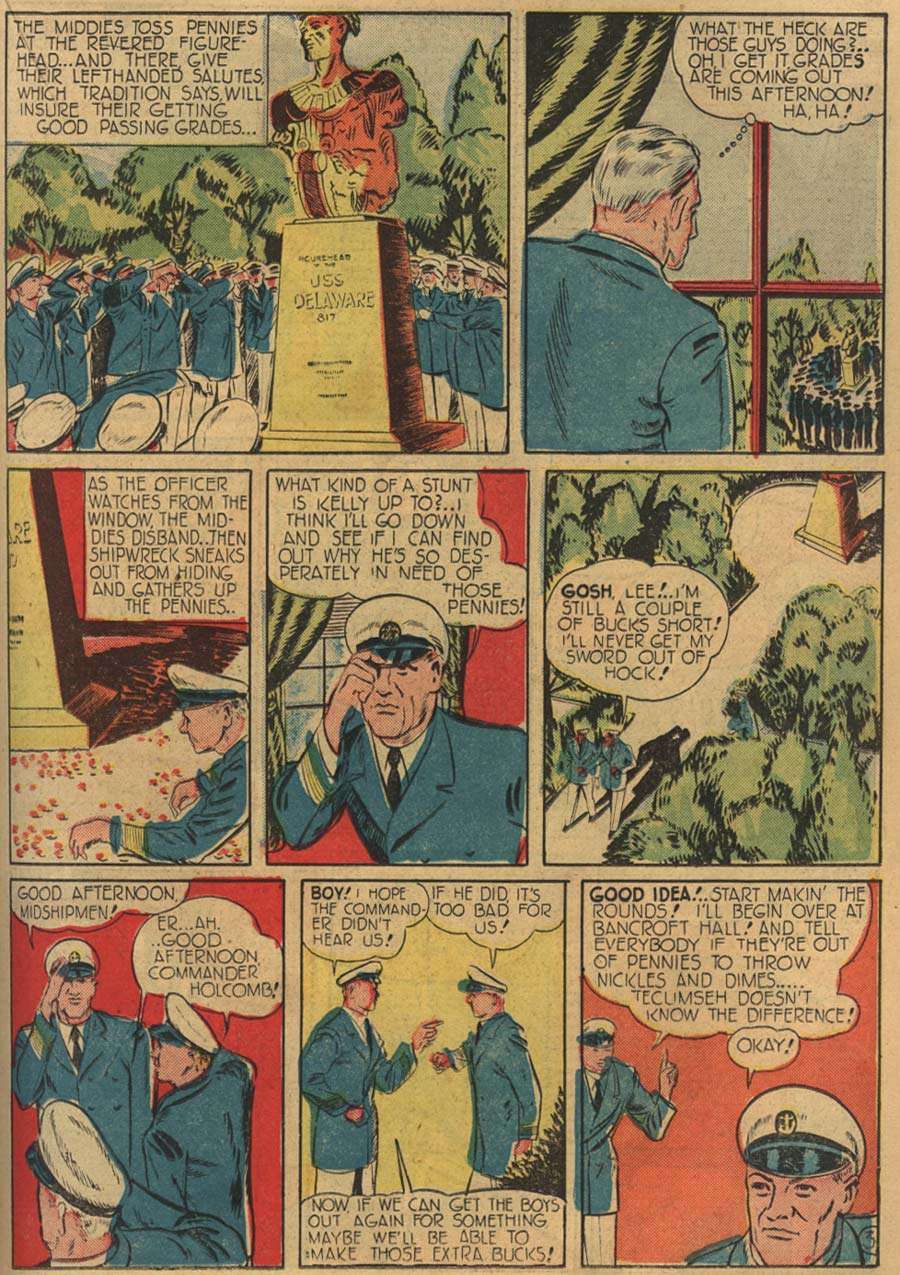 THE MIDDIES TOSS PENNIES
AT THE REVERED FIGURE-
HEAD...AND THERE, GIVE
THEIR LEFTHANDED SALUTES,
WHICH TRADITION SAYS, WILL
INSURE THEIR GETTING
GOOD PASSING GRADES...
FIGUREHEAD
OF THE
USS
DELAWARE
817
WHAT THE HECK ARE
THOSE GUYS DOING?..
OH, I GET IT, GRADES
ARE COMING OUT
THIS AFTERNOON!
HA, HA!
AS THE OFFICER
WATCHES FROM THE
WINDOW, THE MID-
DIES DISBAND..THEN
SHIPWRECK SNEAKS
OUT FROM HIDING
AND GATHERS UP
THE PENNIES..
WHAT KIND OF A STUNT
IS KELLY UP TO?..I
THINK I'LL GO DOWN
AND SEE IF I CAN FIND
OUT WHY HE'S SO DES-
PERATELY IN NEED OF
THOSE
PENNIES!
GOSH, LEE!..I'M
STILL A COUPLE
OF BUCKS SHORT!
I'LL NEVER GET MY
SWORD OUT OF
HOCK!
GOOD AFTERNOON,
MIDSHIPMEN!
ER...AH.
..GOOD
AFTERNOON,
COMMANDER
HOLCOMB!
BOY! I HOPE
THE COMMAND-
ER DIDN'T
HEAR US!
IF HE DID, IT'S
TOO BAD FOR
US!
NOW, IF WE CAN GET THE BOYS
OUT AGAIN FOR SOMETHING
MAYBE WE'LL BE ABLE TO
MAKE THOSE EXTRA BUCKS!
GOOD IDEA!..START MAKIN' THE
ROUNDS! I'LL BEGIN OVER AT
BANCROFT HALL! AND TELL
EVERYBODY IF THEY'RE OUT
OF PENNIES TO THROW
NICKLES AND DIMES.....
TECUMSEH DOESN'T
KNOW THE DIFFERENCE!
OKAY!
3